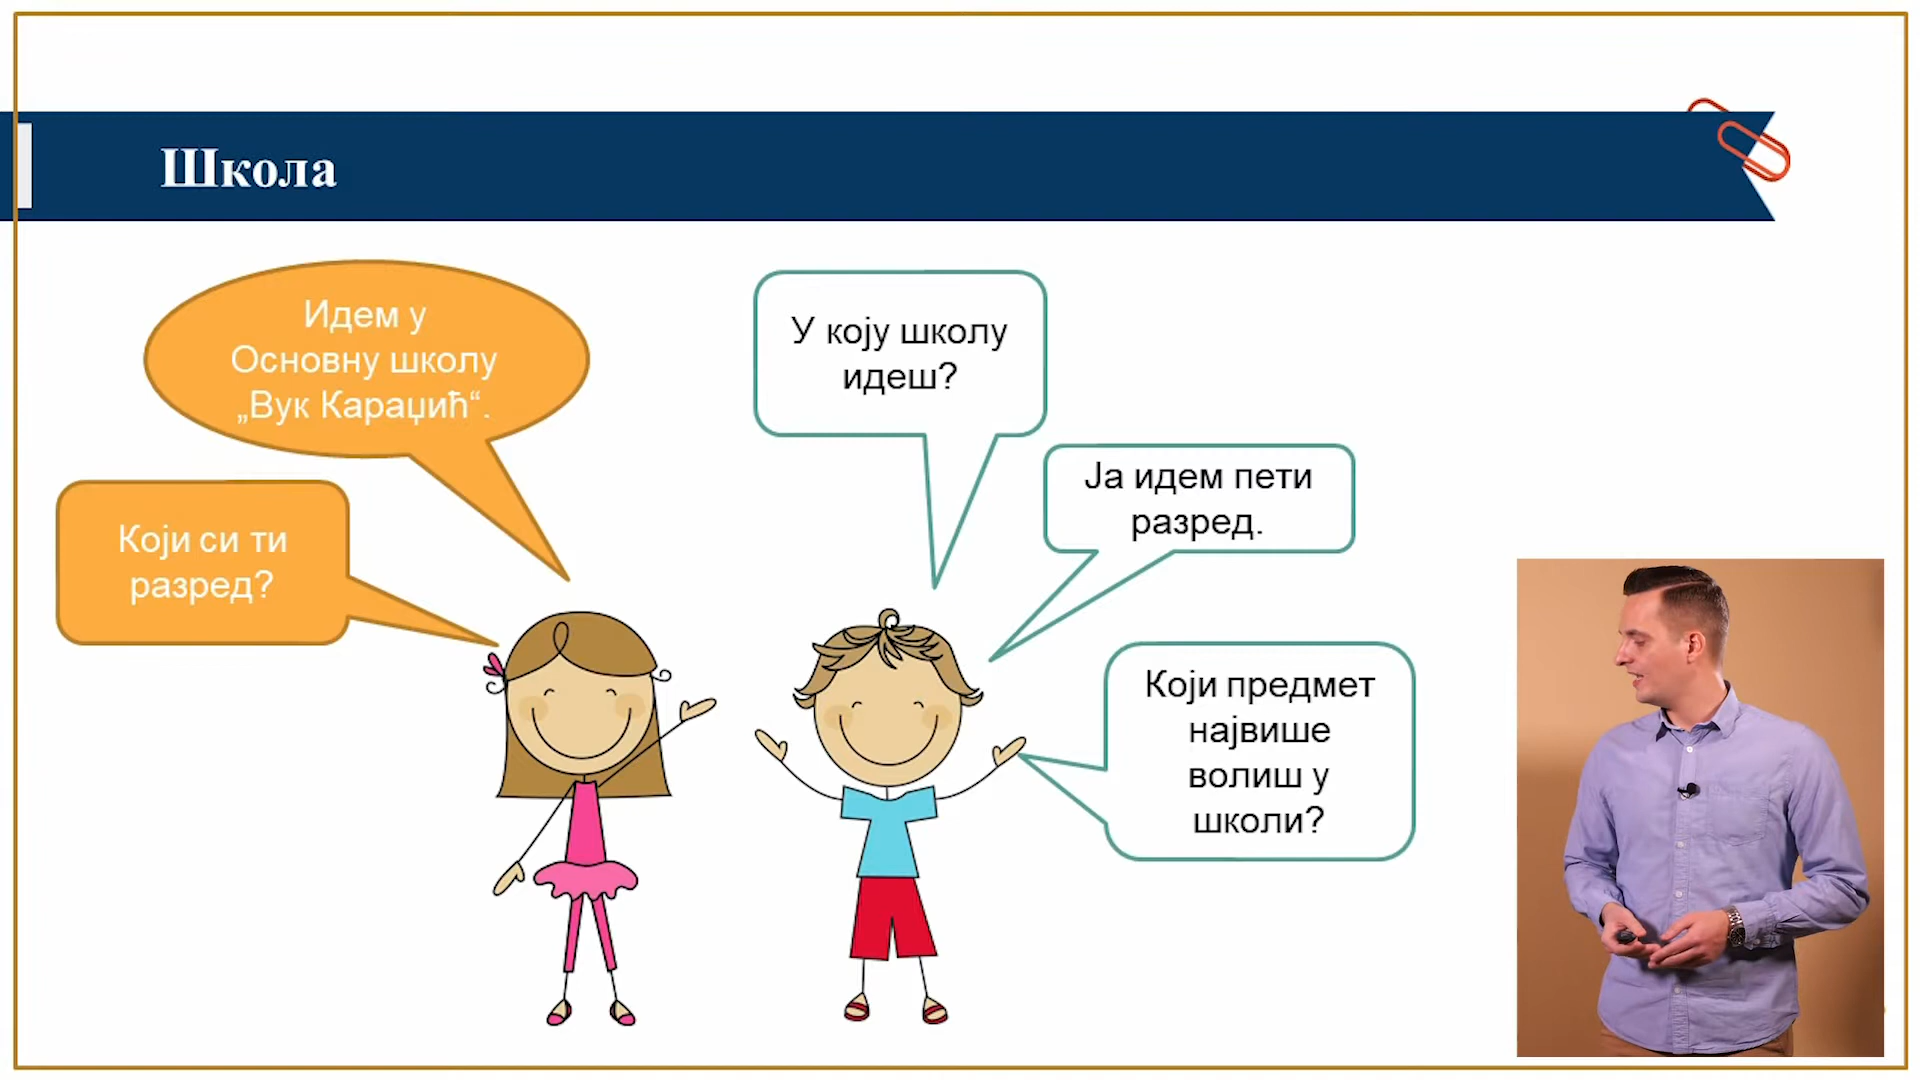 Школа
Идем у
Основну школу
„Вук Караџић“.
Који си ти
разред?
У коју школу
идеш?
Ја идем пети
разред.
Који предмет
највише
волиш у
школи?